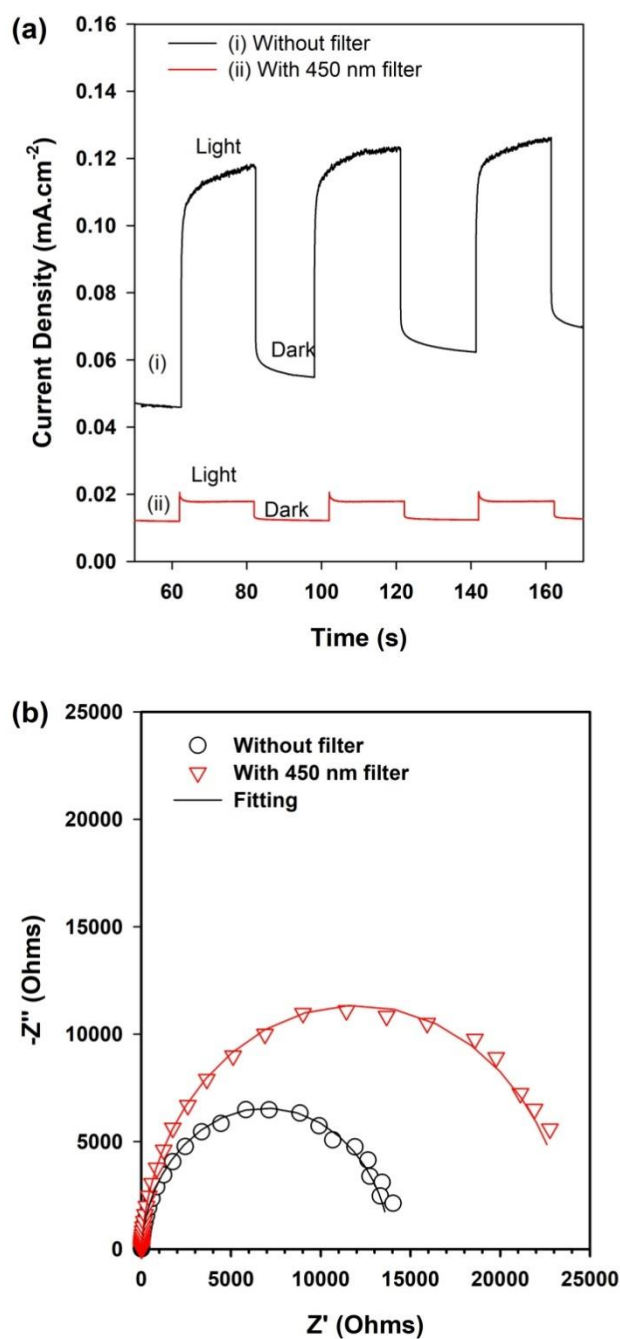 (a)
0.16
0.14
0.12
0.10
0.08
0.06
0.04
0.02
0.00
Current Density (mA.cm⁻²)
(i) Without filter
(ii) With 450 nm filter
Light
Dark
(i)
Light
(ii)
Dark
60
80
100
120
140
160
Time (s)
(b)
25000
20000
15000
10000
5000
0
-Z'' (Ohms)
Without filter
With 450 nm filter
Fitting
0
5000
10000
15000
20000
25000
Z' (Ohms)